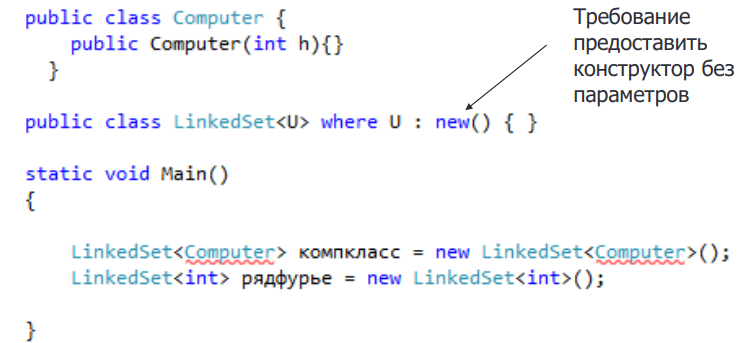 public class Computer {
public Computer(int h){}
}
Требование
предоставить
конструктор без
параметров
public class LinkedSet<U> where U : new() { }
static void Main()
{
LinkedSet<Computer> компкласс = new LinkedSet<Computer>();
LinkedSet<int> рядфурье = new LinkedSet<int>();
}